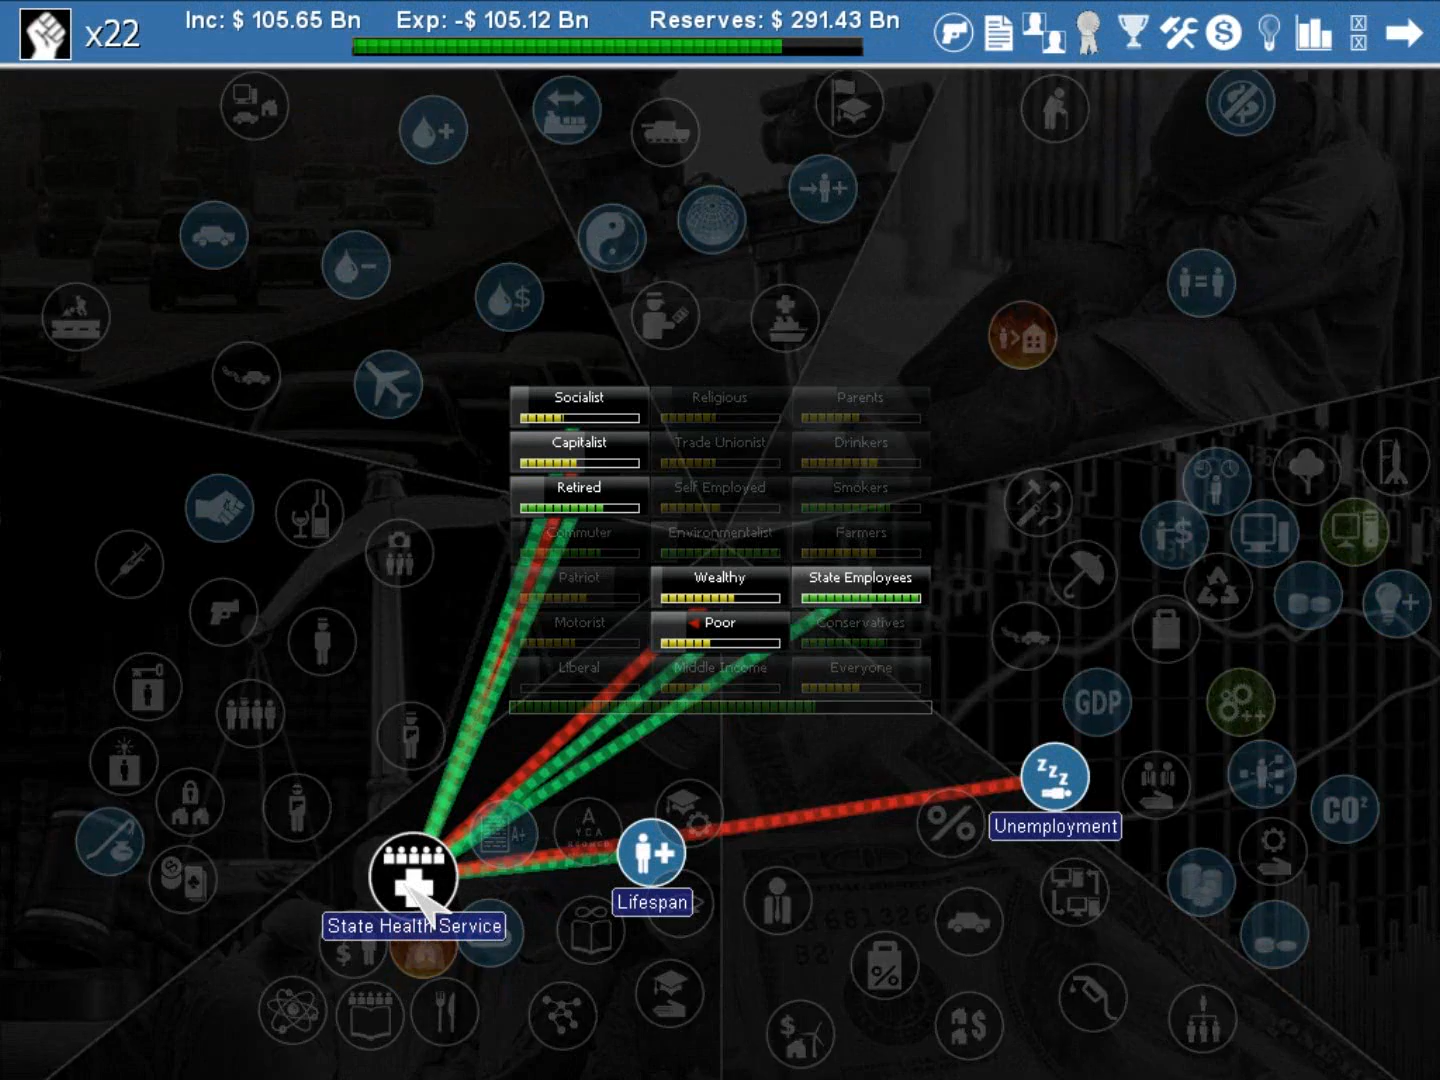 x22
Inc: $ 105.65 Bn
Exp: -$ 105.12 Bn
Reserves: $ 291.43 Bn
Socialist
Religious
Parents
Capitalist
Trade Unionist
Drinkers
Retired
Self Employed
Smokers
Commuter
Environmentalist
Farmers
Patriot
Wealthy
State Employees
Motorist
Poor
Conservatives
Liberal
Middle Income
Everyone
GDP
Unemployment
CO²
A+
Lifespan
State Health Service